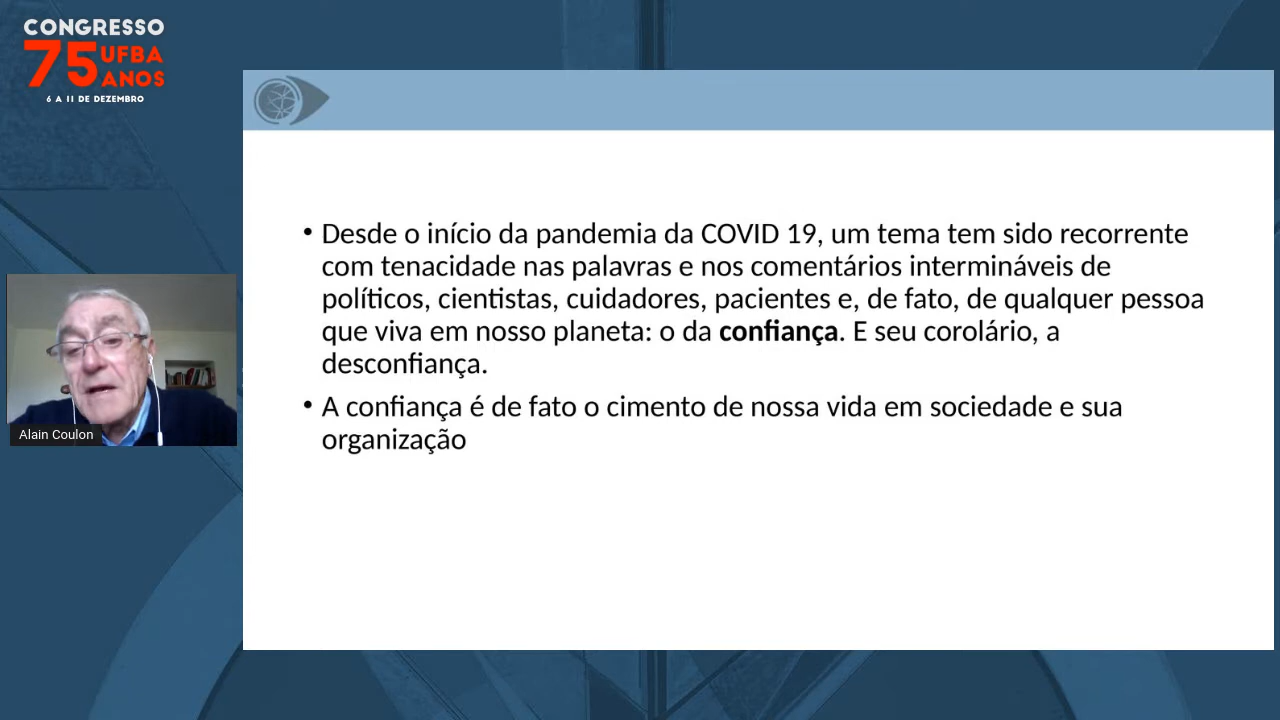 CONGRESSO
75 UFBA
ANOS
6 A 11 DE DEZEMBRO
• Desde o início da pandemia da COVID 19, um tema tem sido recorrente
com tenacidade nas palavras e nos comentários intermináveis de
políticos, cientistas, cuidadores, pacientes e, de fato, de qualquer pessoa
que viva em nosso planeta: o da confiança. E seu corolário, a
desconfiança.
• A confiança é de fato o cimento de nossa vida em sociedade e sua
organização
Alain Coulon